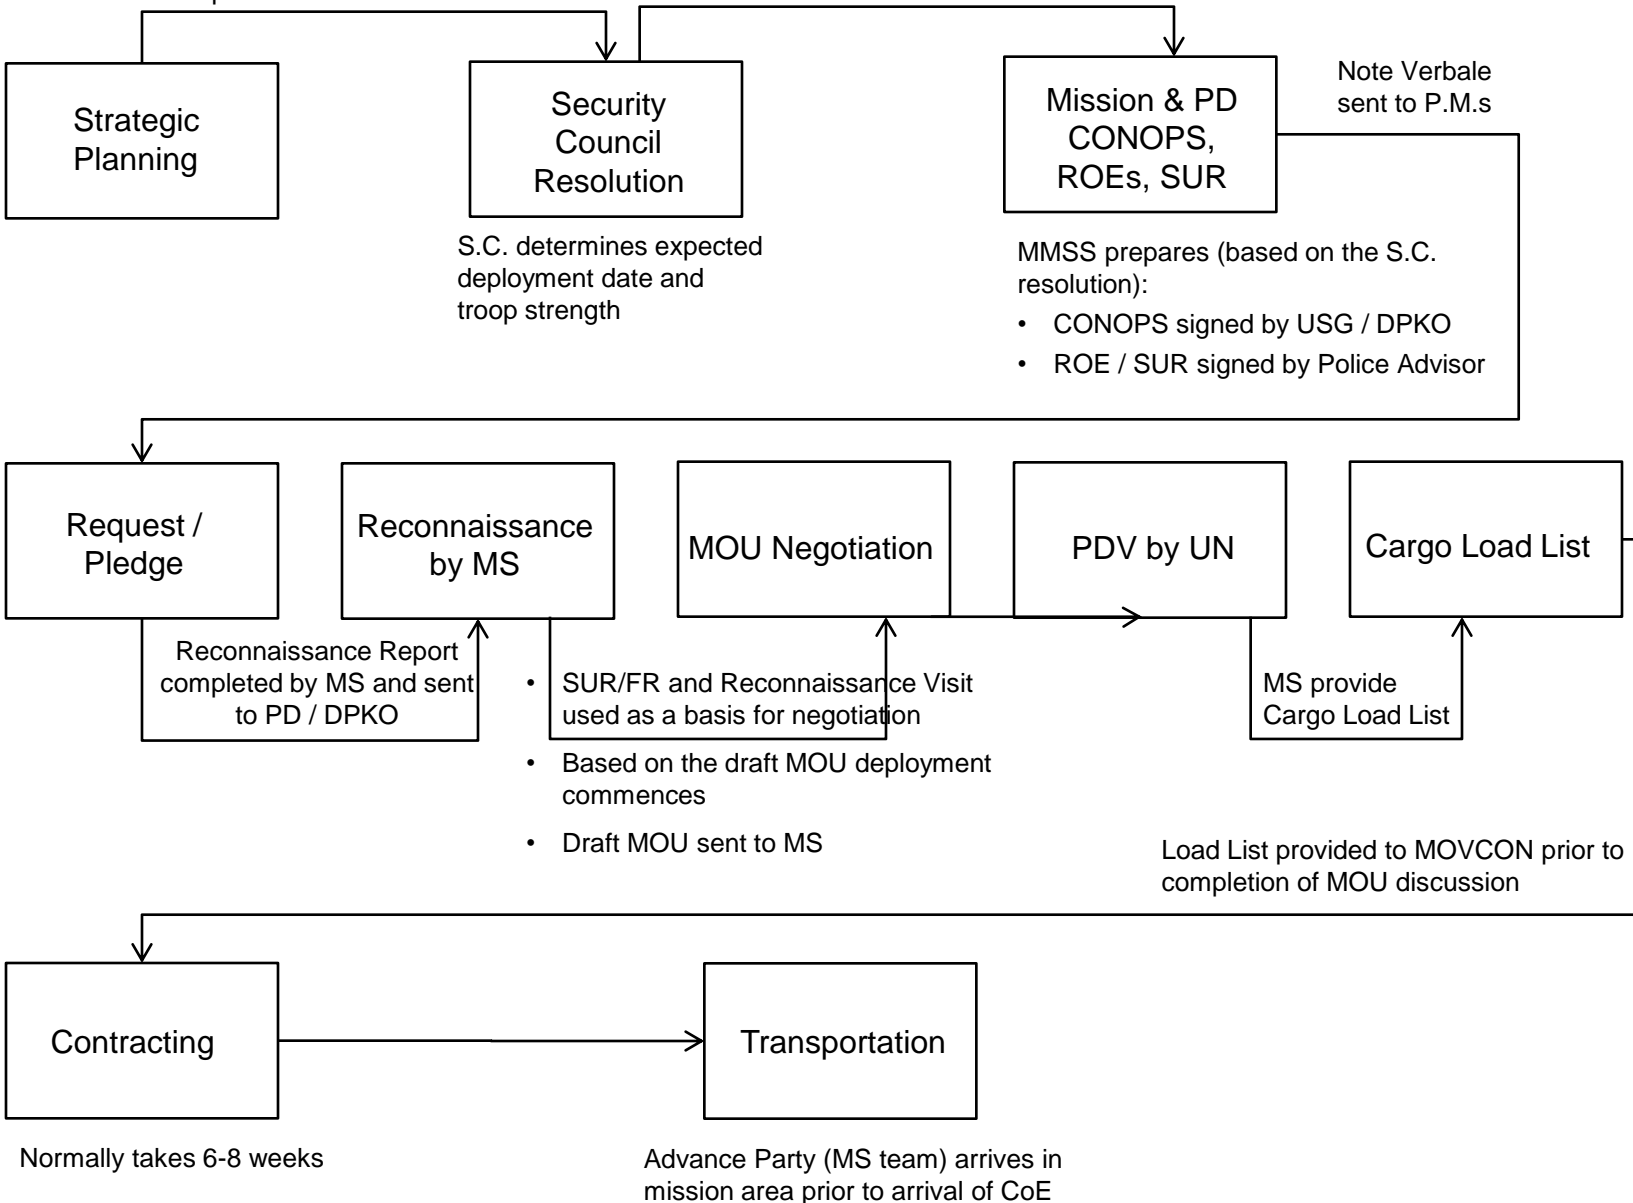 Strategic
Planning
Security
Council
Resolution
Mission & PD
CONOPS,
ROEs, SUR
Note Verbale
sent to P.M.s
S.C. determines expected
deployment date and
troop strength
MMSS prepares (based on the S.C.
resolution):
• CONOPS signed by USG / DPKO
• ROE / SUR signed by Police Advisor
Request /
Pledge
Reconnaissance
by MS
MOU Negotiation
PDV by UN
Cargo Load List
Reconnaissance Report
completed by MS and sent
to PD / DPKO
• SUR/FR and Reconnaissance Visit
used as a basis for negotiation
• Based on the draft MOU deployment
commences
• Draft MOU sent to MS
MS provide
Cargo Load List
Load List provided to MOVCON prior to
completion of MOU discussion
Contracting
Transportation
Normally takes 6-8 weeks
Advance Party (MS team) arrives in
mission area prior to arrival of CoE